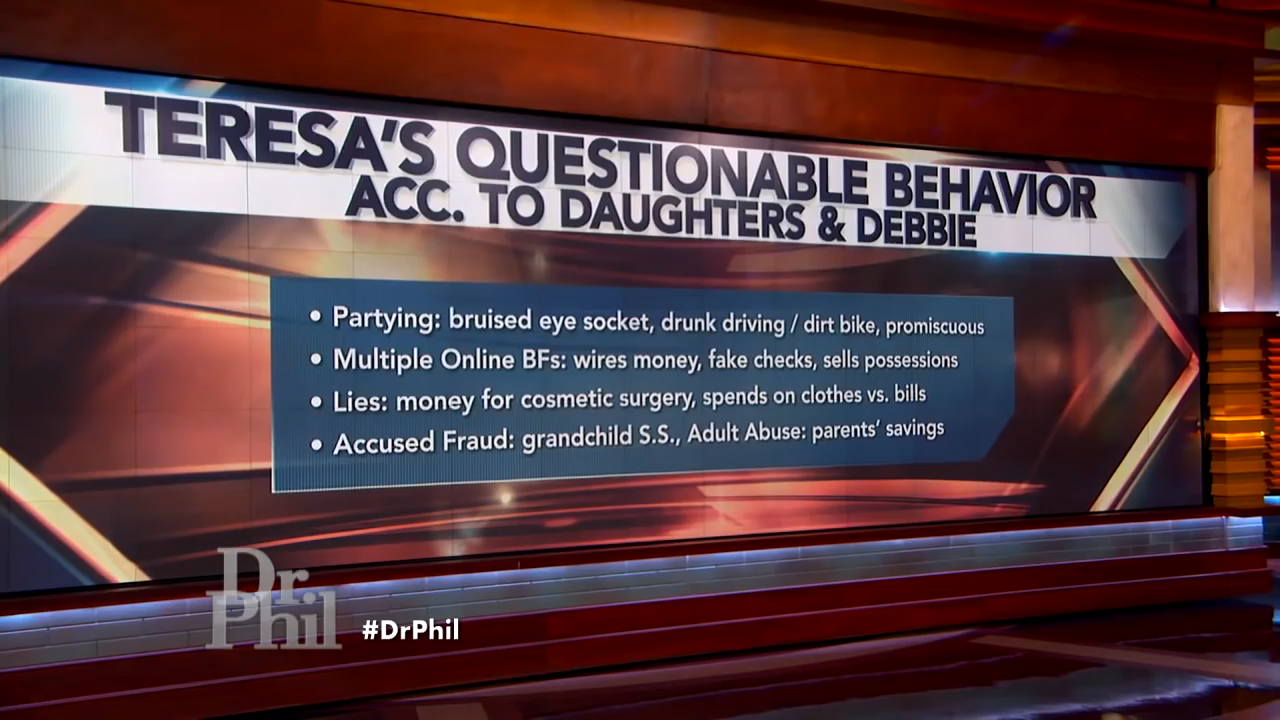 TERESA'S QUESTIONABLE BEHAVIOR
ACC. TO DAUGHTERS & DEBBIE
• Partying: bruised eye socket, drunk driving / dirt bike, promiscuous
• Multiple Online BFs: wires money, fake checks, sells possessions
• Lies: money for cosmetic surgery, spends on clothes vs. bills
• Accused Fraud: grandchild S.S., Adult Abuse: parents' savings
Dr.
Phil
#DrPhil